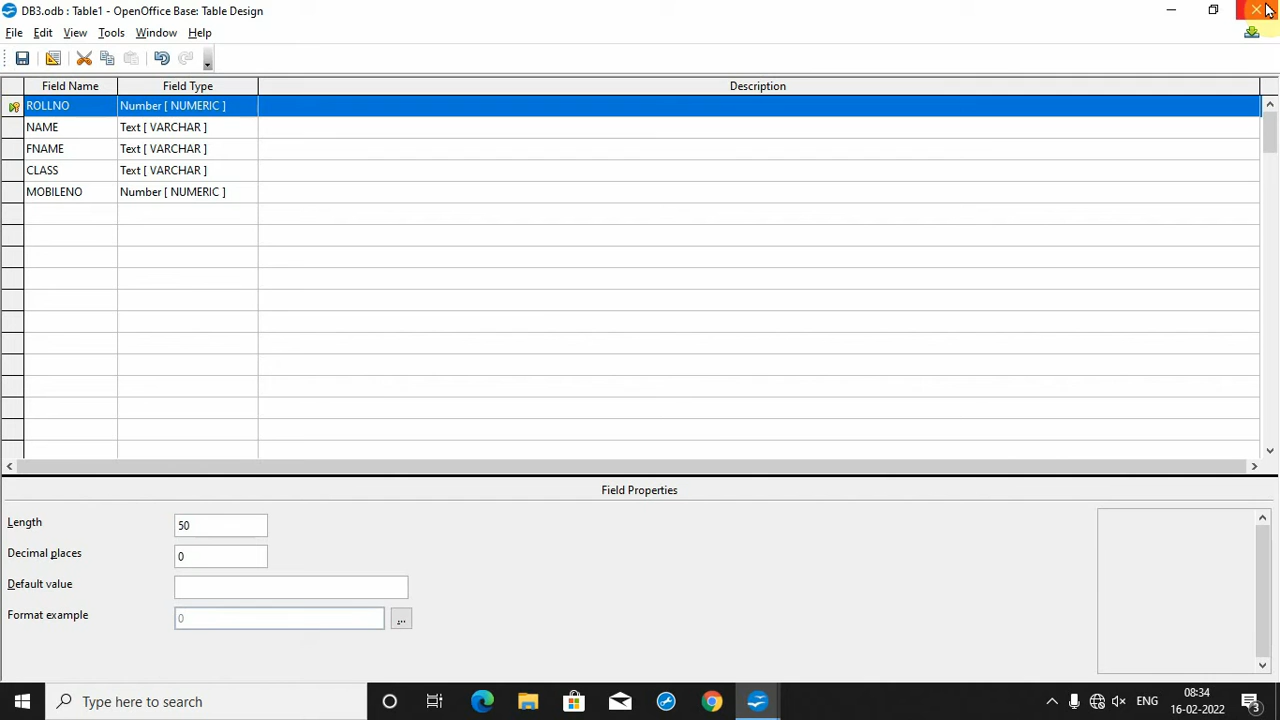 DB3.odb : Table1 - OpenOffice Base: Table Design
File Edit View Tools Window Help
Field Name Field Type Description
ROLLNO Number [ NUMERIC ]
NAME Text [ VARCHAR ]
FNAME Text [ VARCHAR ]
CLASS Text [ VARCHAR ]
MOBILENO Number [ NUMERIC ]
Field Properties
Length 50
Decimal places 0
Default value
Format example 0 ...
Type here to search
ENG
08:34
16-02-2022
3